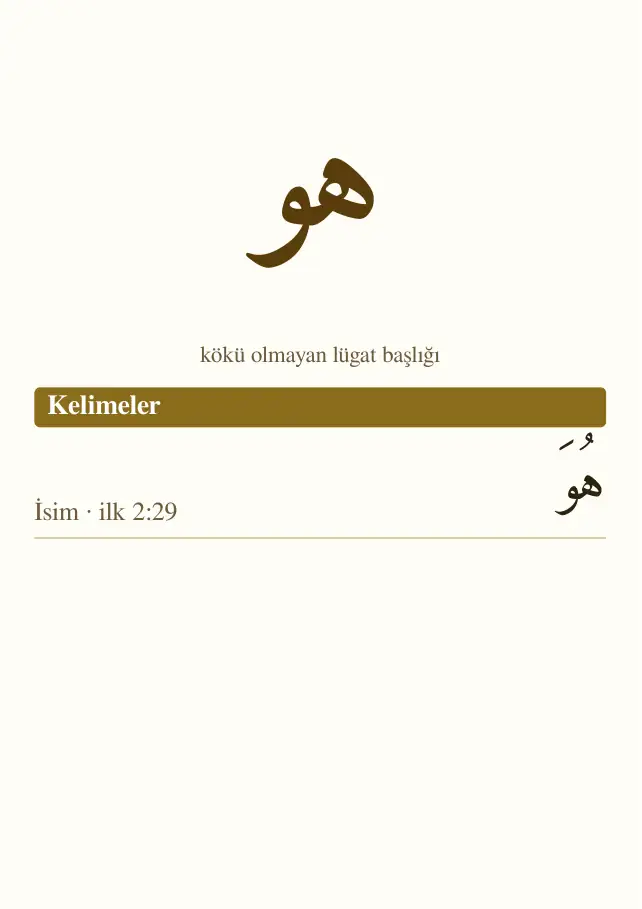 هو
kökü olmayan lügat başlığı
Kelimeler
هُوَ
İsim · ilk 2:29